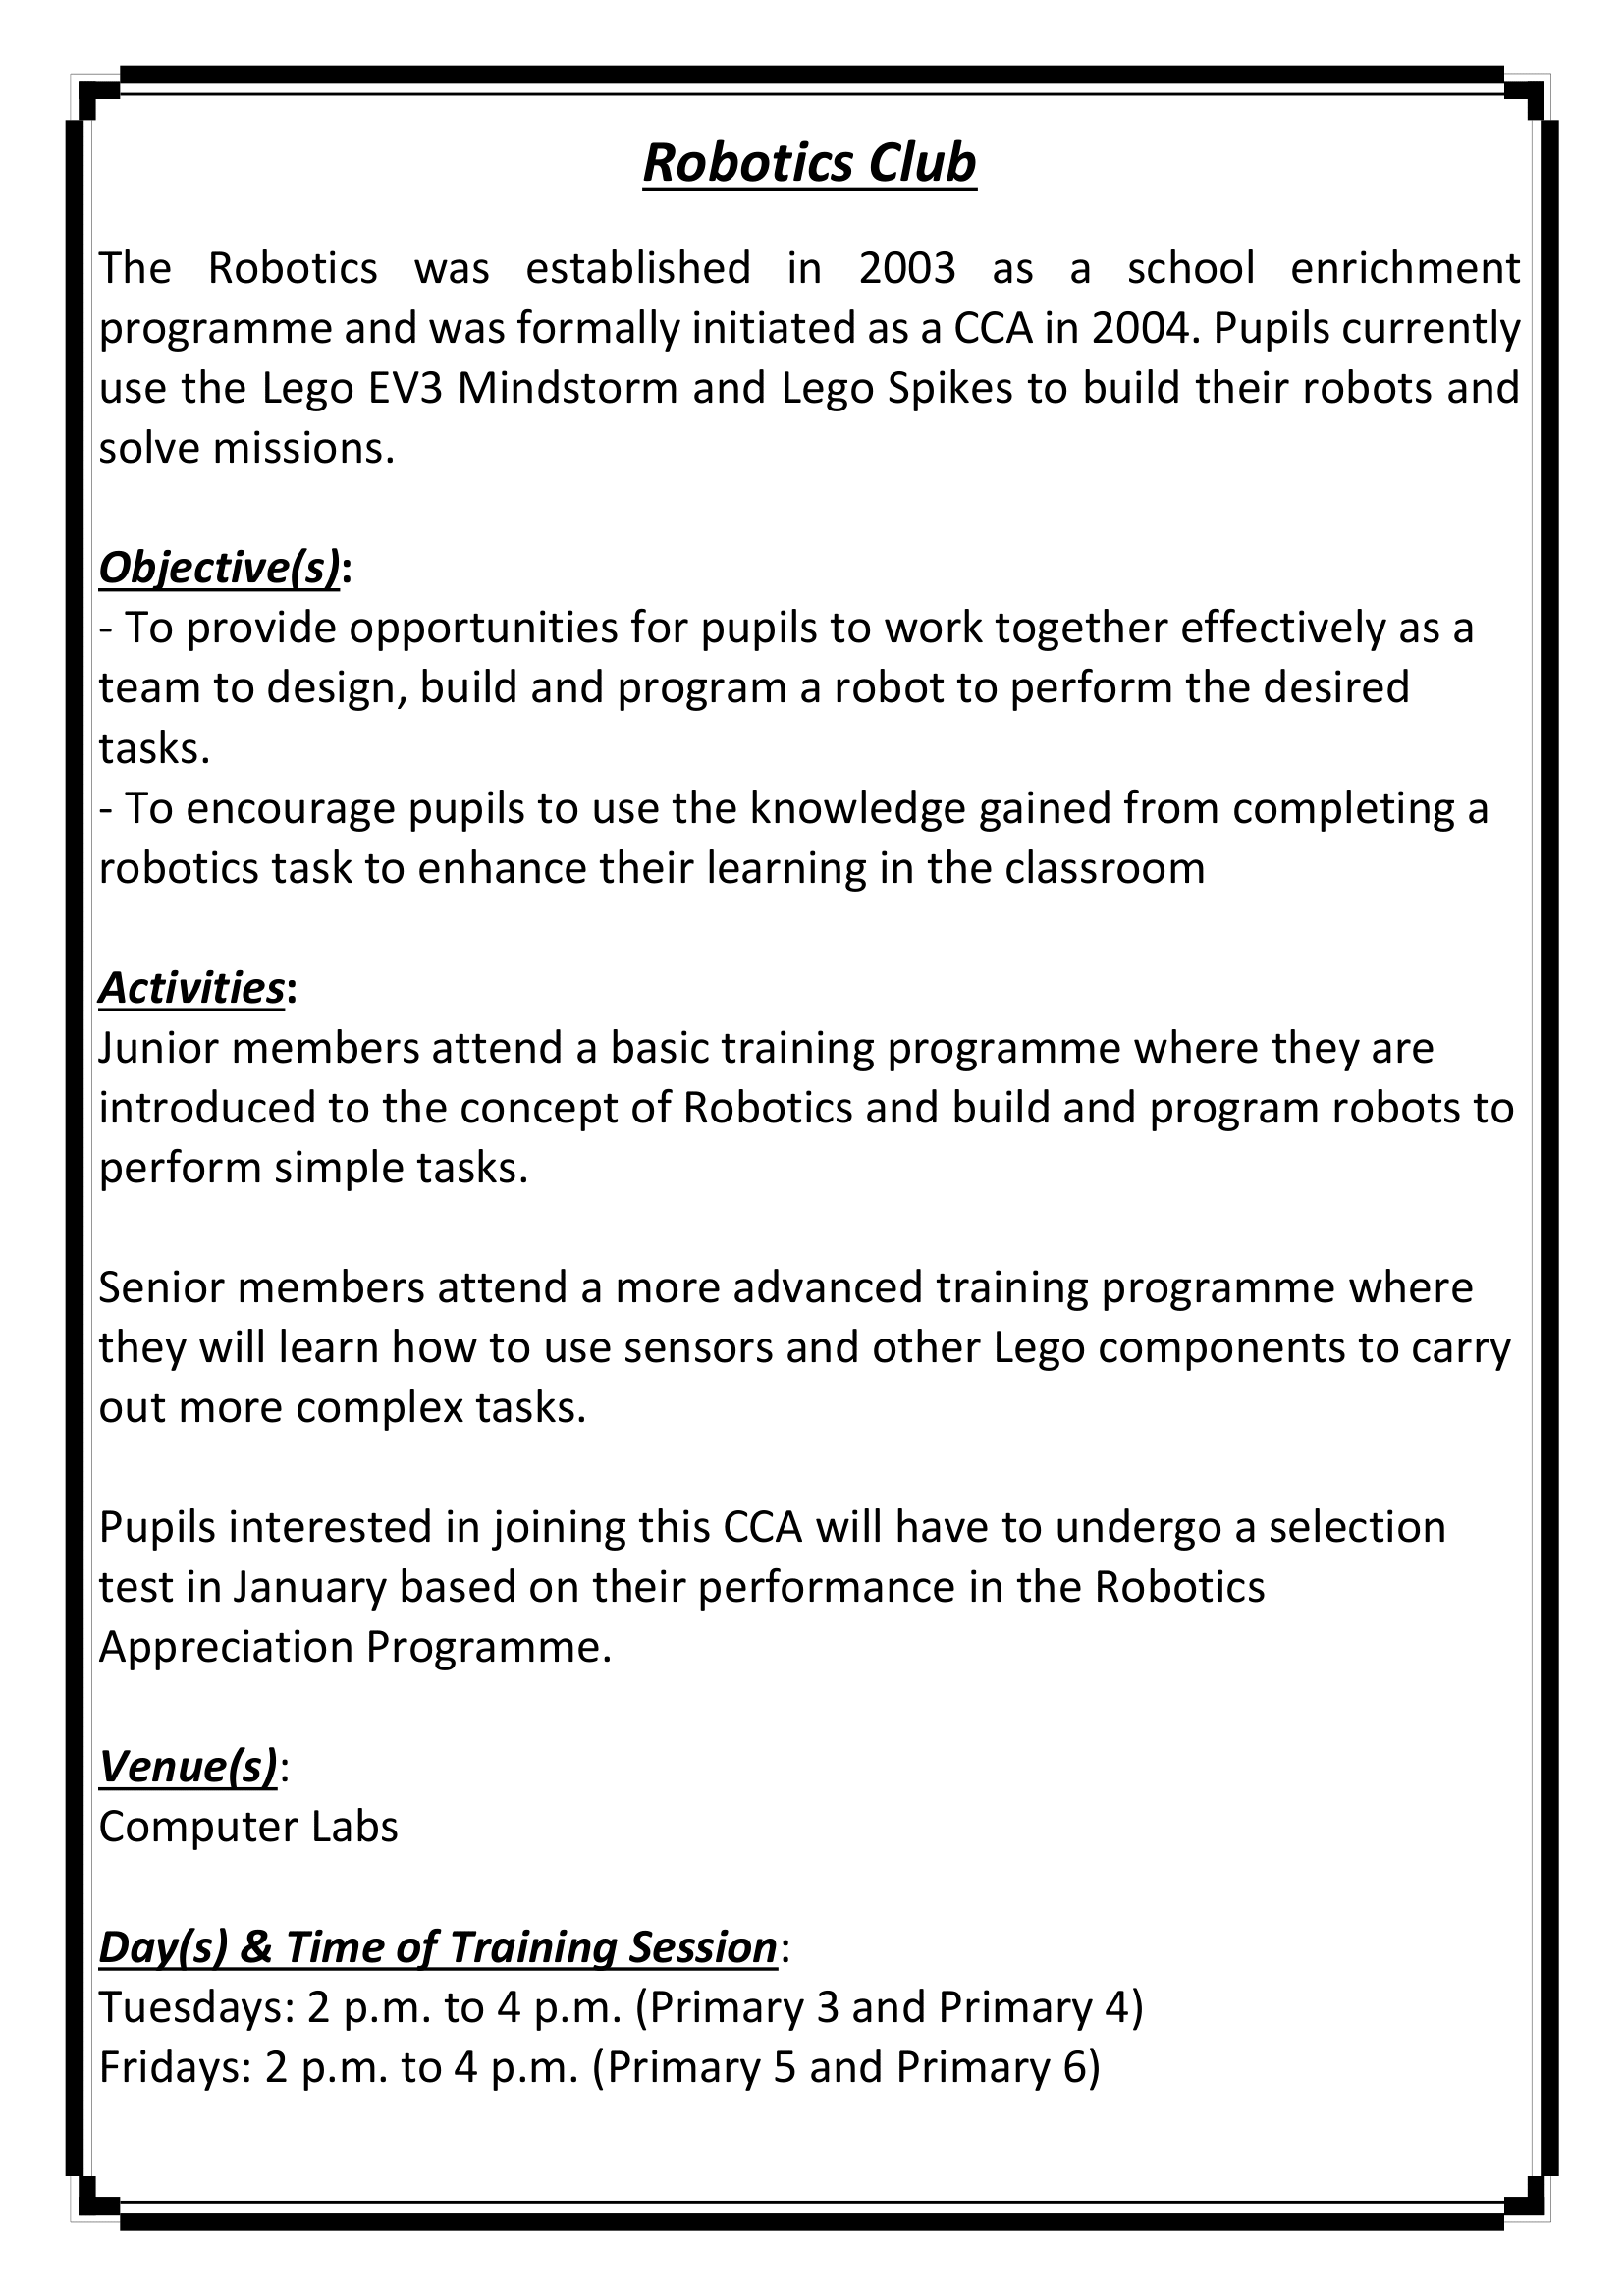 Robotics Club
The Robotics was established in 2003 as a school enrichment
programme and was formally initiated as a CCA in 2004. Pupils currently
use the Lego EV3 Mindstorm and Lego Spikes to build their robots and
solve missions.
Objective(s):
- To provide opportunities for pupils to work together effectively as a
team to design, build and program a robot to perform the desired
tasks.
- To encourage pupils to use the knowledge gained from completing a
robotics task to enhance their learning in the classroom
Activities:
Junior members attend a basic training programme where they are
introduced to the concept of Robotics and build and program robots to
perform simple tasks.
Senior members attend a more advanced training programme where
they will learn how to use sensors and other Lego components to carry
out more complex tasks.
Pupils interested in joining this CCA will have to undergo a selection
test in January based on their performance in the Robotics
Appreciation Programme.
Venue(s):
Computer Labs
Day(s) & Time of Training Session:
Tuesdays: 2 p.m. to 4 p.m. (Primary 3 and Primary 4)
Fridays: 2 p.m. to 4 p.m. (Primary 5 and Primary 6)